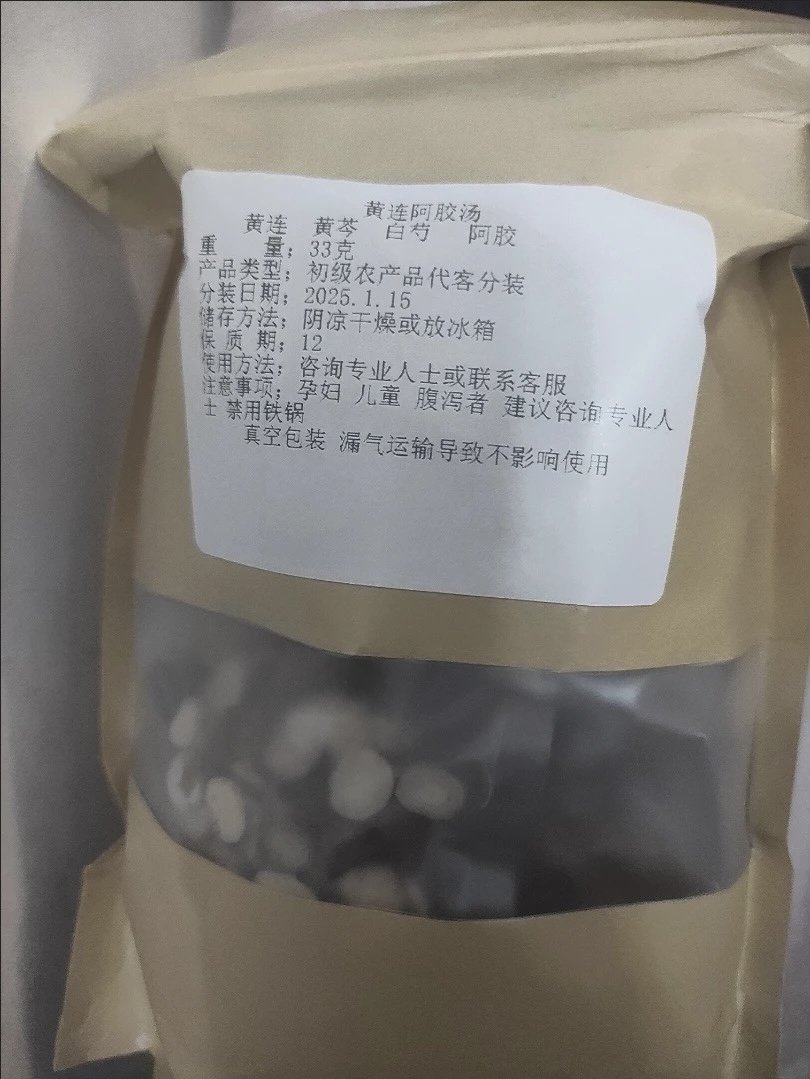 黄连阿胶汤
黄连 黄芩 白芍 阿胶
重 量；33克
产品类型；初级农产品代客分装
分装日期；2025.1.15
储存方法；阴凉干燥或放冰箱
保 质 期；12
使用方法；咨询专业人士或联系客服
注意事项；孕妇 儿童 腹泻者 建议咨询专业人
士 禁用铁锅
真空包装 漏气运输导致不影响使用